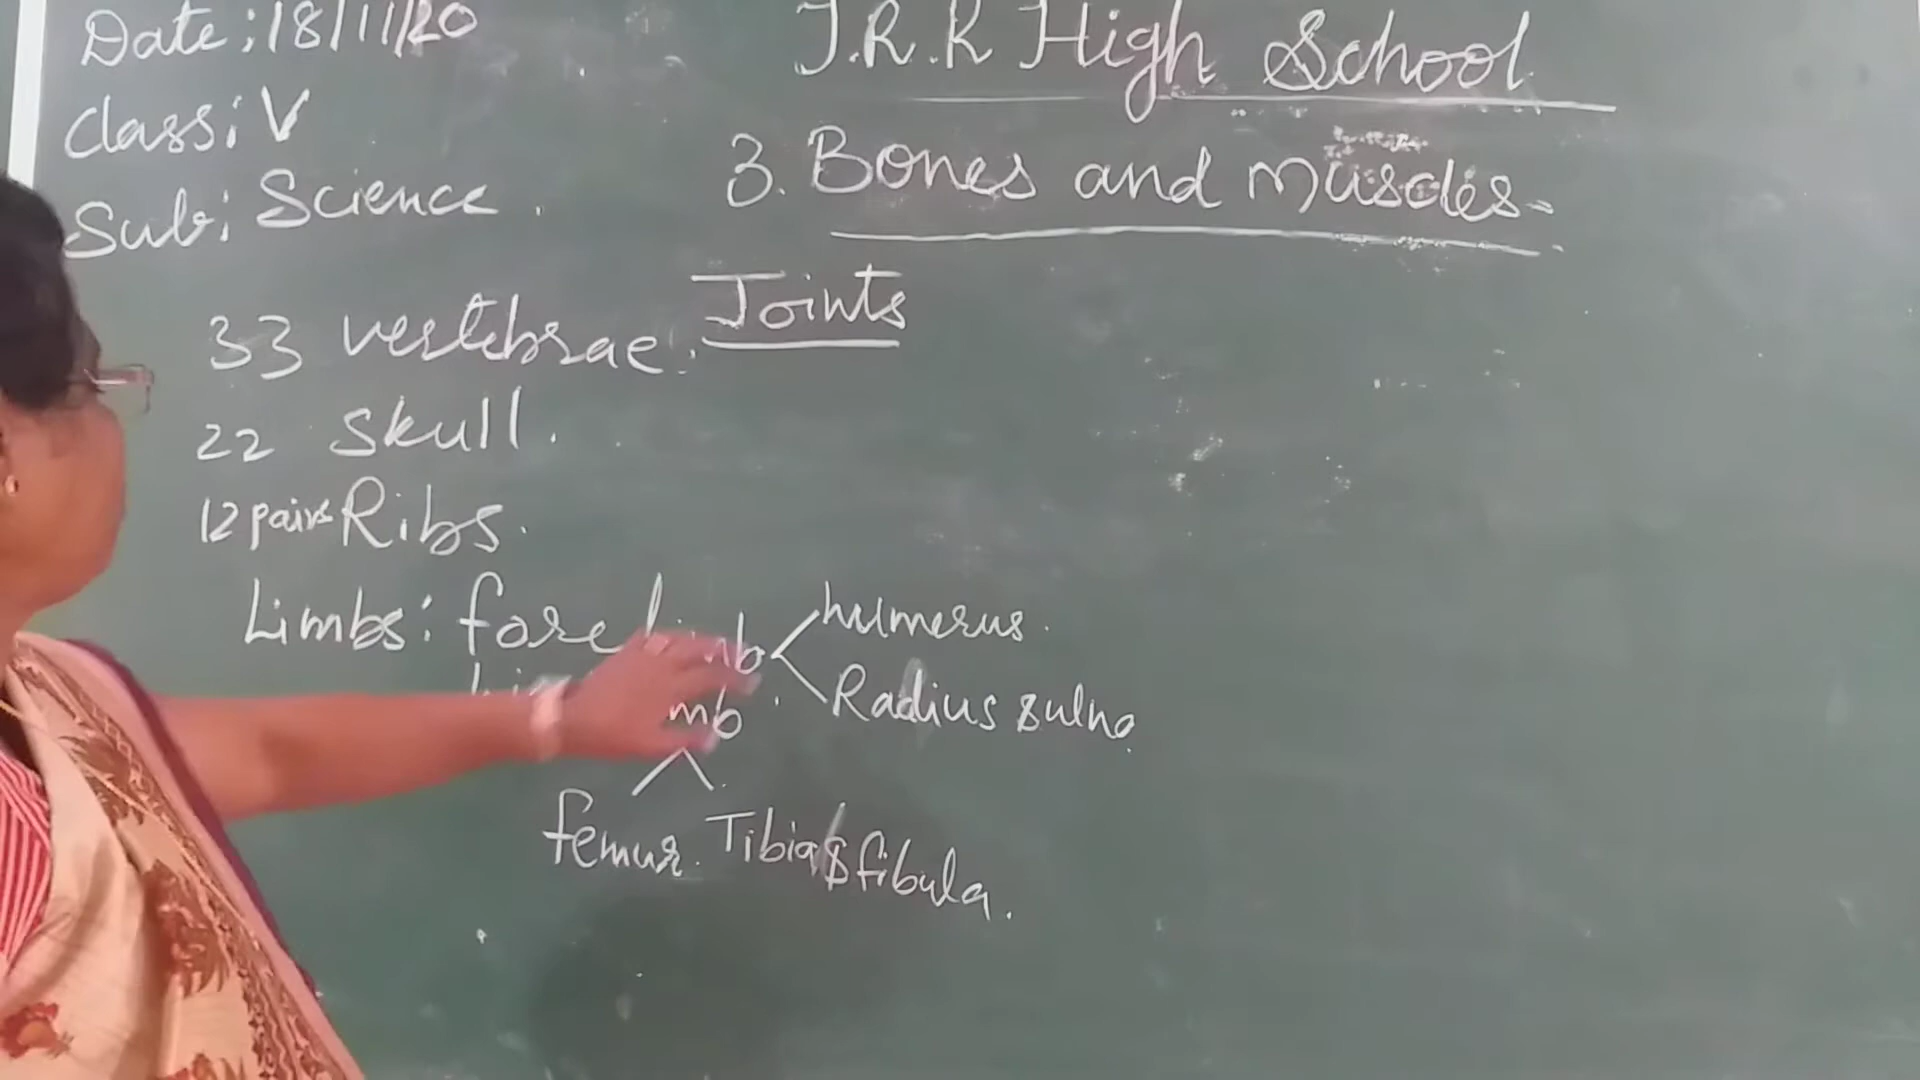 Date: 18/11/20
Class: V
Sub: Science.
J.R.R High School
3. Bones and Muscles
Joints
33 vertebrae.
22 Skull.
12 pairs Ribs.
Limbs: fore limb
humerus.
Radius & ulna
femur. Tibia & fibula.